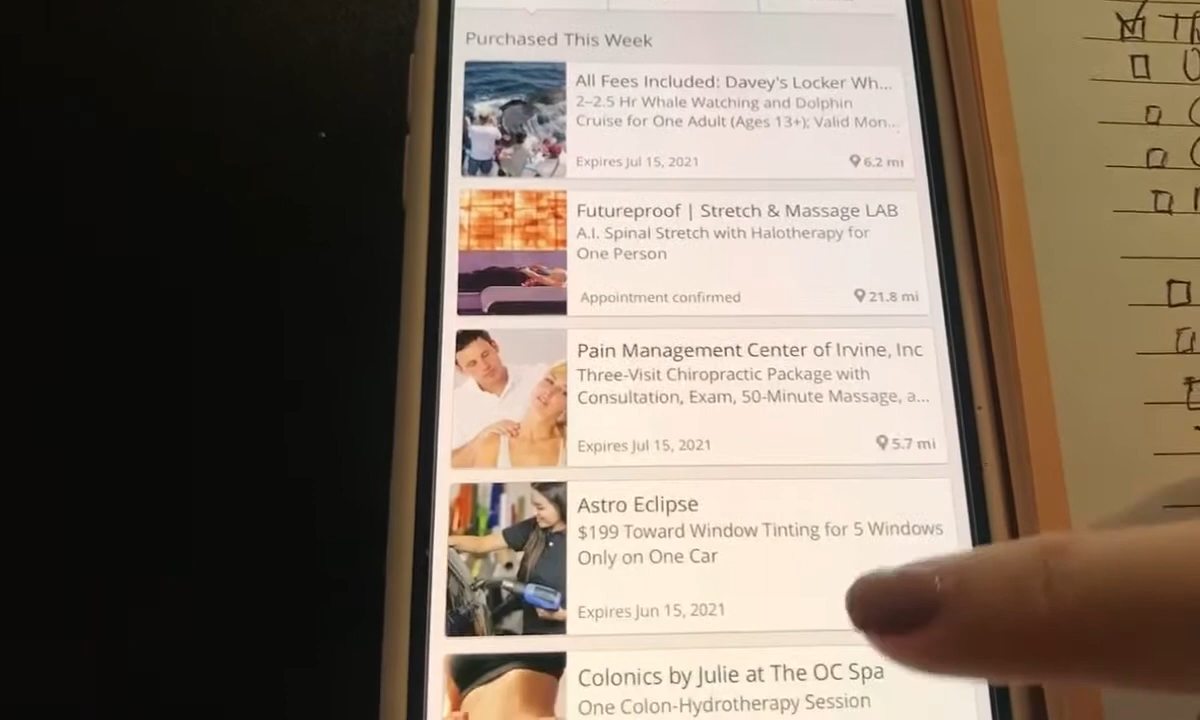 Purchased This Week
All Fees Included: Davey's Locker Wh...
2–2.5 Hr Whale Watching and Dolphin
Cruise for One Adult (Ages 13+); Valid Mon...
Expires Jul 15, 2021
6.2 mi
Futureproof | Stretch & Massage LAB
A.I. Spinal Stretch with Halotherapy for
One Person
Appointment confirmed
21.8 mi
Pain Management Center of Irvine, Inc
Three-Visit Chiropractic Package with
Consultation, Exam, 50-Minute Massage, a...
Expires Jul 15, 2021
5.7 mi
Astro Eclipse
$199 Toward Window Tinting for 5 Windows
Only on One Car
Expires Jun 15, 2021
Colonics by Julie at The OC Spa
One Colon-Hydrotherapy Session